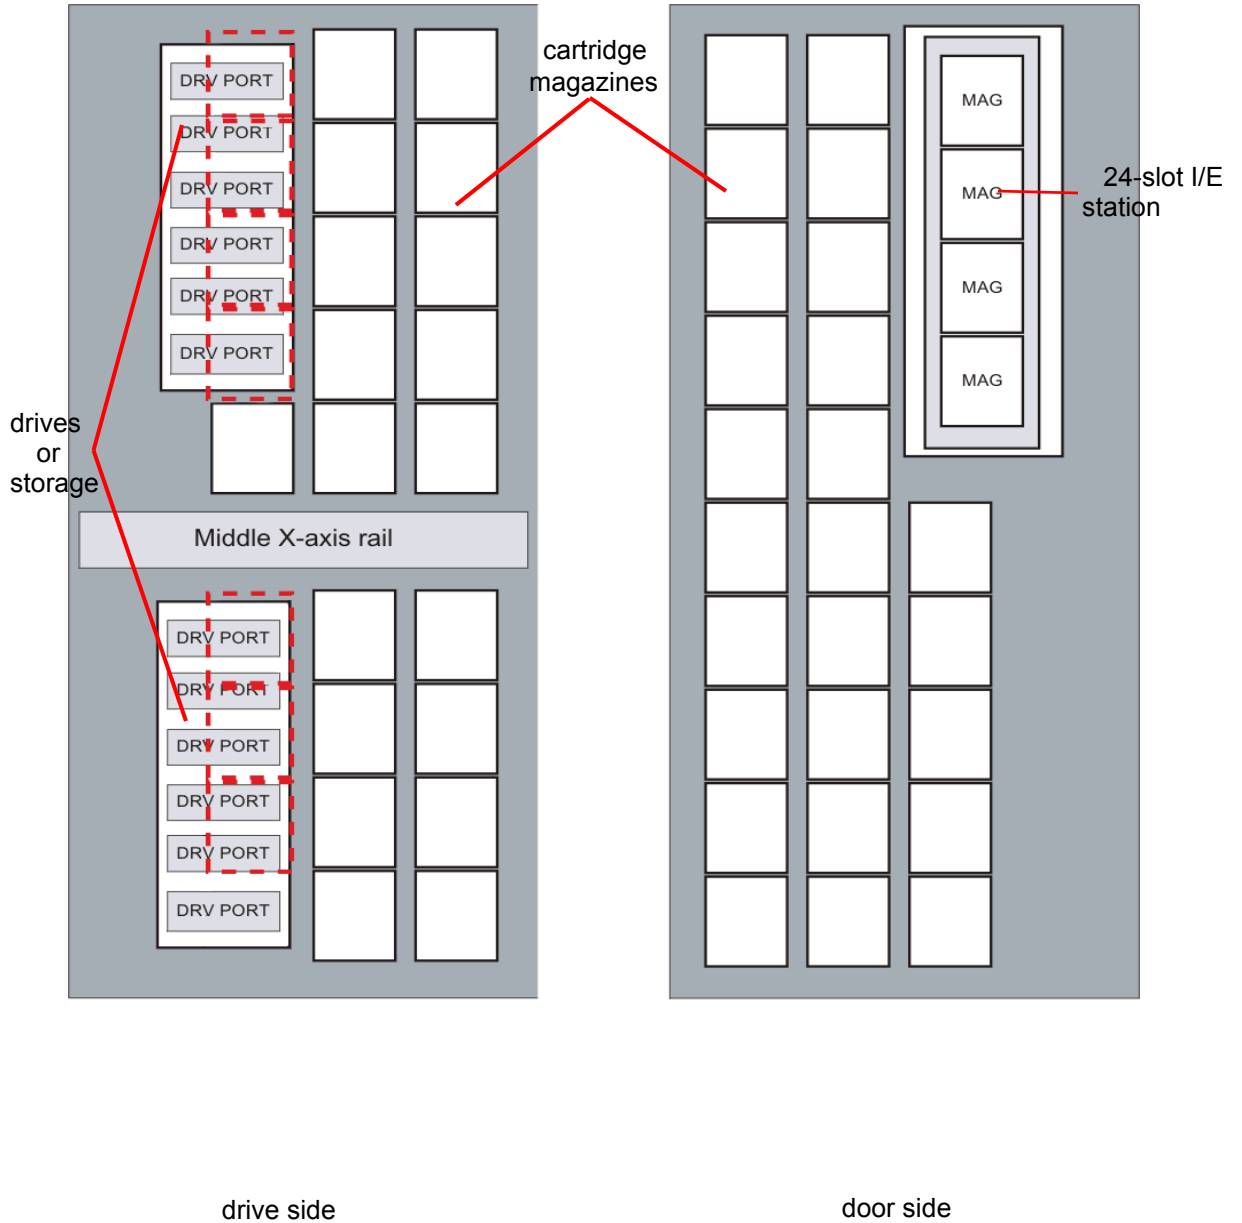 cartridge
magazines
DRV PORT
DRV PORT
DRV PORT
DRV PORT
DRV PORT
DRV PORT
MAG
MAG
MAG
MAG
24-slot I/E
station
drives
or
storage
Middle X-axis rail
DRV PORT
DRV PORT
DRV PORT
DRV PORT
DRV PORT
DRV PORT
drive side
door side